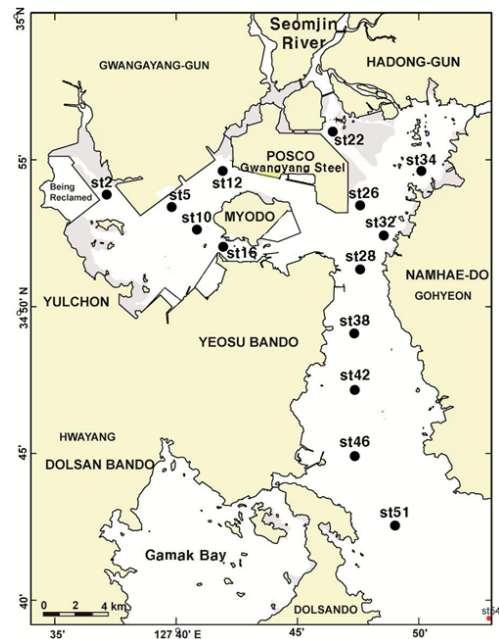 35°N
Seomjin
River
GWANGAYANG-GUN
HADONG-GUN
st22
55'
POSCO
Gwangyang Steel
st34
Being
Reclamed
st2
st12
st5
st26
MYODO
st10
st32
st16
st28
NAMHAE-DO
GOHYEON
YULCHON
34°50'N
st38
YEOSU BANDO
st42
HWAYANG
45'
DOLSAN BANDO
st46
st51
Gamak Bay
DOLSANDO
40'
0 2 4 km
st54
35'
127°40' E
45'
50'